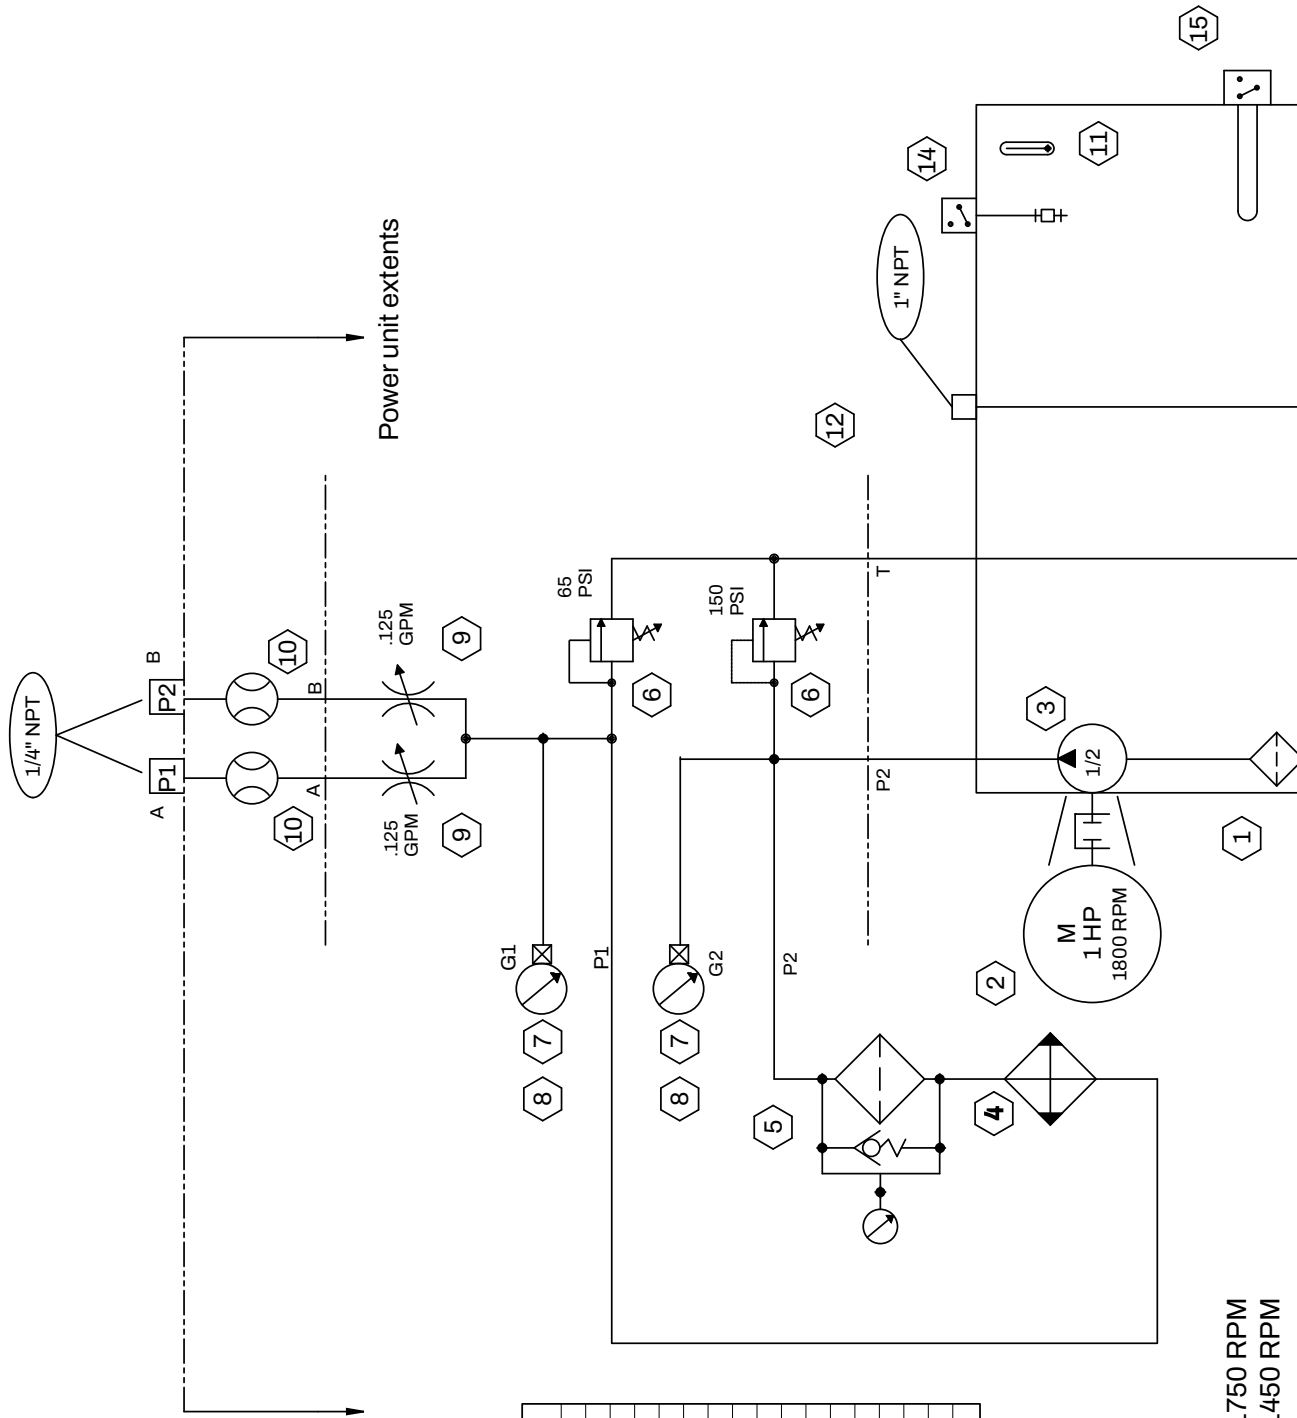 1/4" NPT
A
P1
P2
B
10
10
A
B
.125
GPM
.125
GPM
9
9
Power unit extents
G1
7
8
P1
65
PSI
6
G2
7
8
P2
150
PSI
6
12
P2
T
5
4
2
M
1 HP
1800 RPM
3
1/2
1
1" NPT
14
11
15
750 RPM
450 RPM